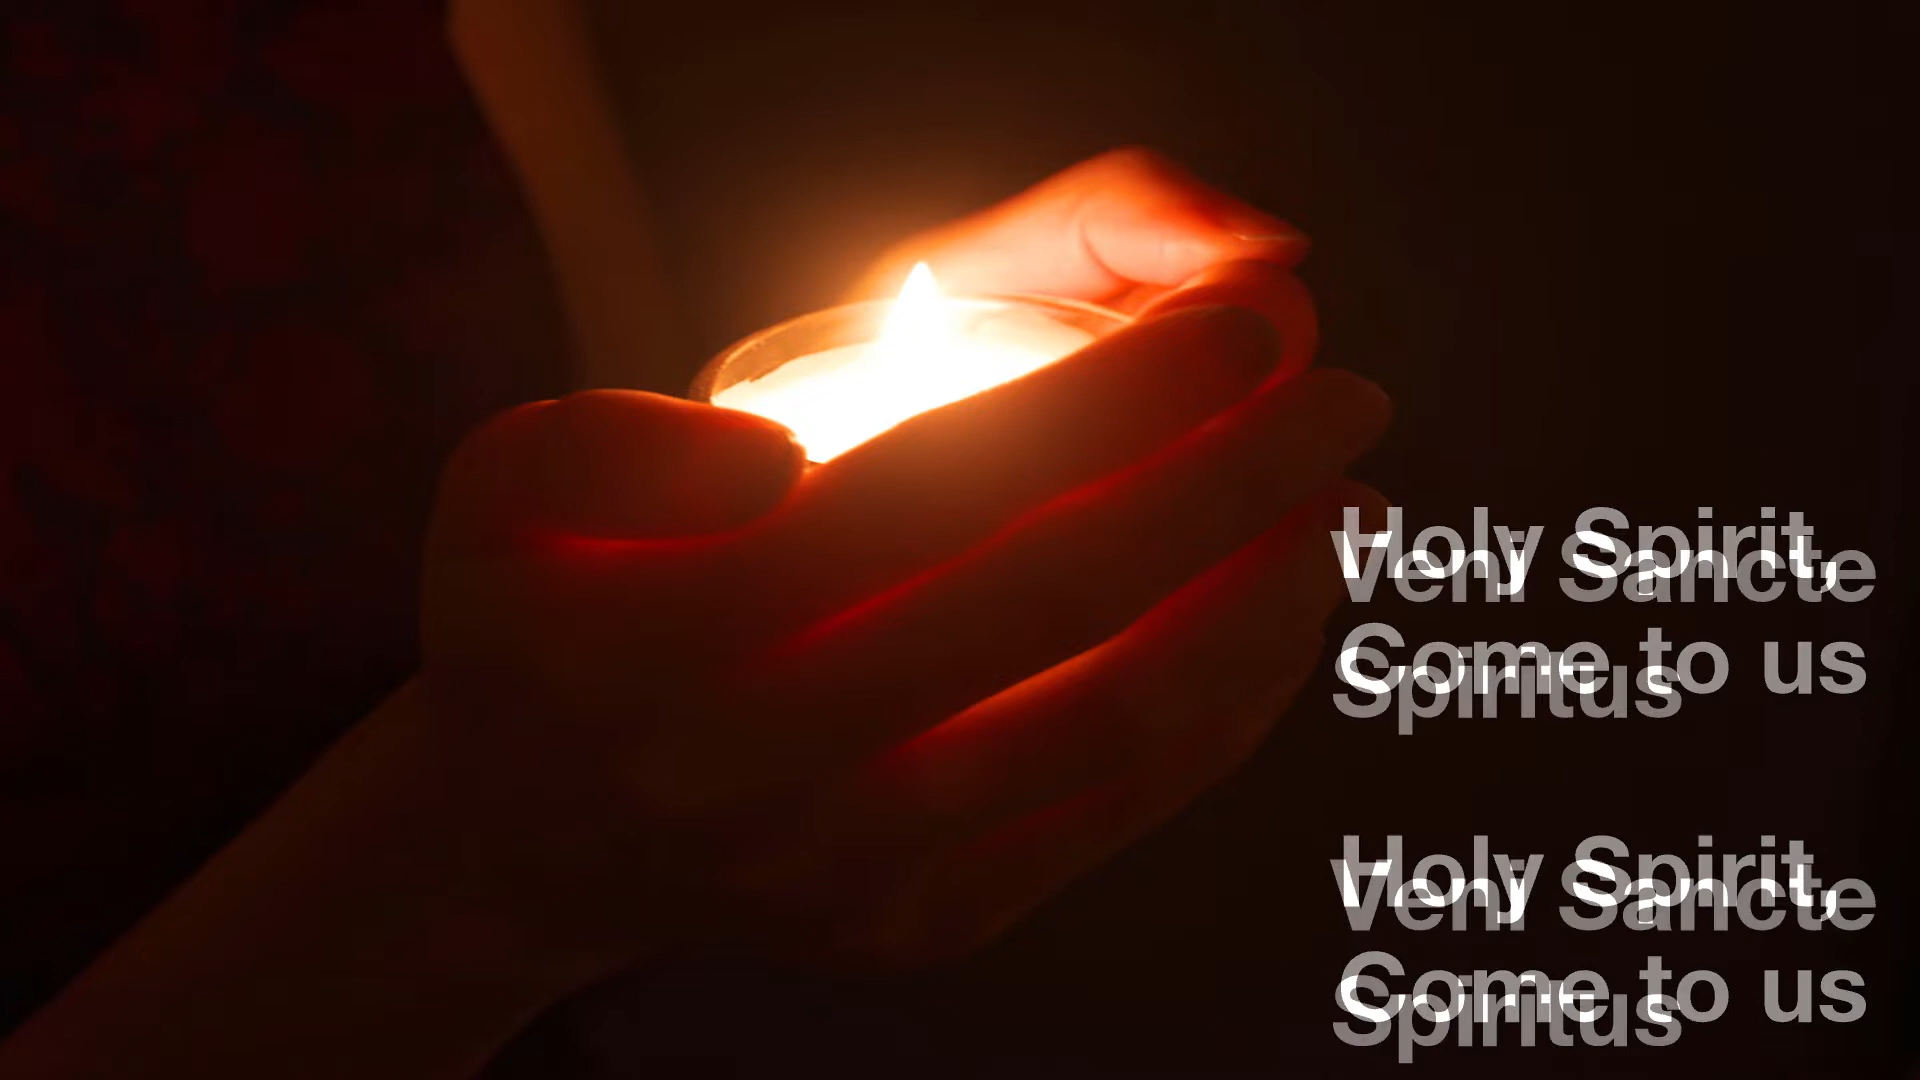 Holy Spirit,
Veni Sancte
Come to us
Spiritus
Holy Spirit,
Veni Sancte
Come to us
Spiritus